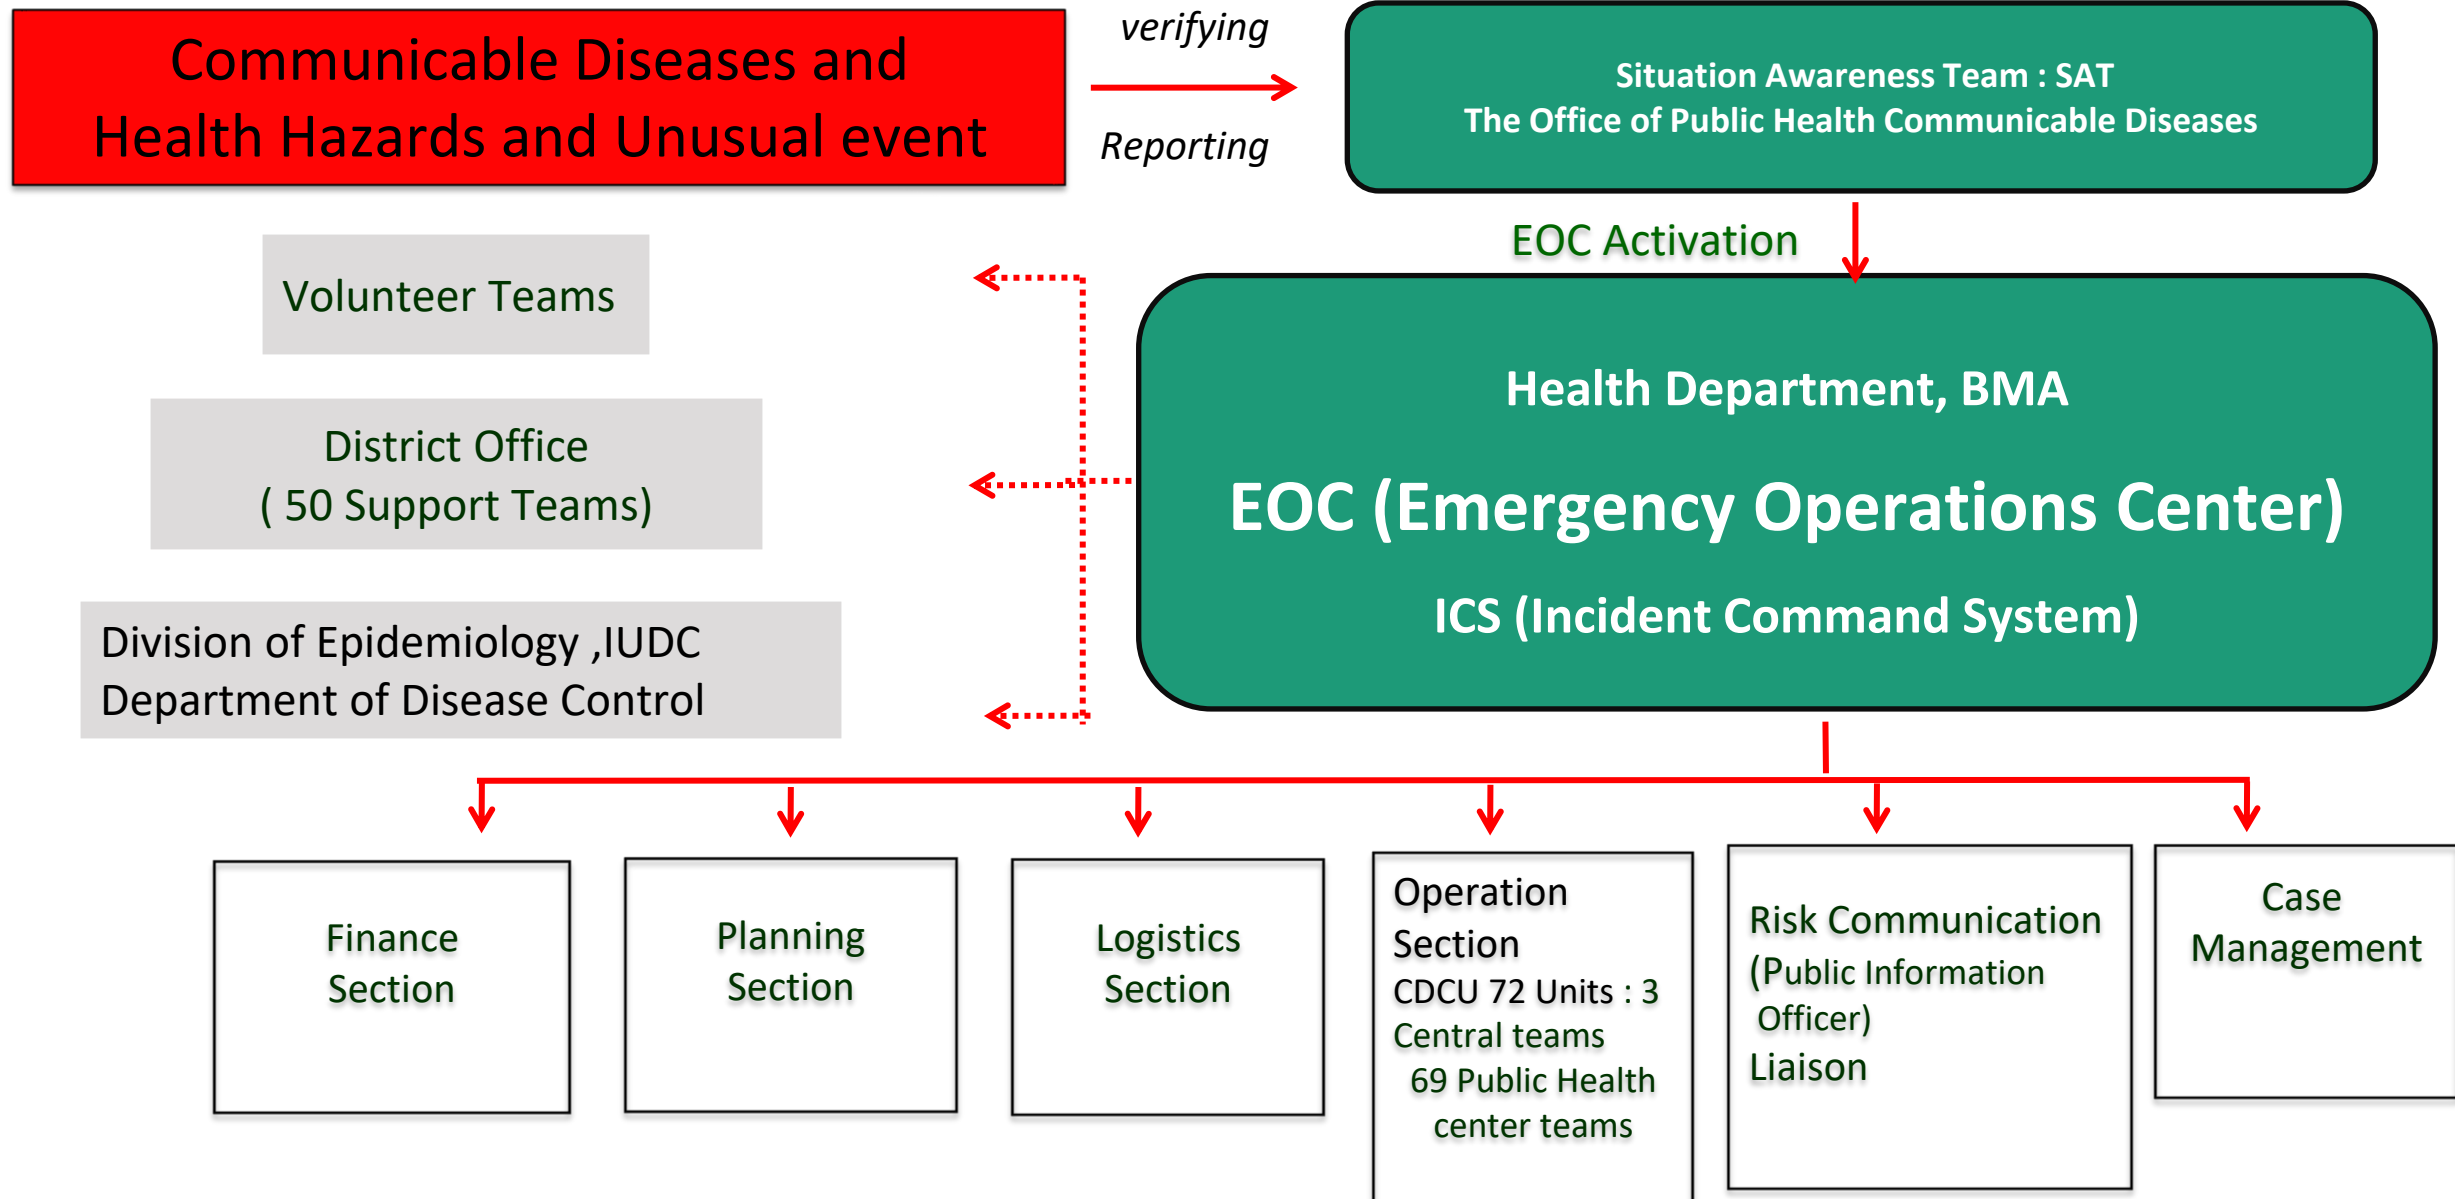 Communicable Diseases and
Health Hazards and Unusual event
verifying
Reporting
Situation Awareness Team : SAT
The Office of Public Health Communicable Diseases
EOC Activation
Volunteer Teams
District Office
( 50 Support Teams)
Division of Epidemiology ,IUDC
Department of Disease Control
Health Department, BMA
EOC (Emergency Operations Center)
ICS (Incident Command System)
Finance
Section
Planning
Section
Logistics
Section
Operation
Section
CDCU 72 Units : 3
Central teams
69 Public Health
center teams
Risk Communication
(Public Information
Officer)
Liaison
Case
Management